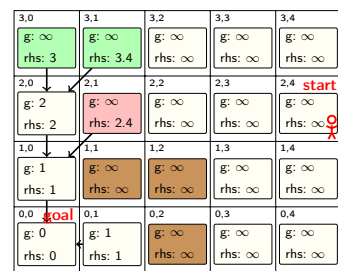 3,0 3,1 3,2 3,3 3,4
g: ∞ g: ∞ g: ∞ g: ∞ g: ∞
rhs: 3 rhs: 3.4 rhs: ∞ rhs: ∞ rhs: ∞
2,0 2,1 2,2 2,3 2,4 start
g: 2 g: ∞ g: ∞ g: ∞ g: ∞
rhs: 2 rhs: 2.4 rhs: ∞ rhs: ∞ rhs: ∞
1,0 1,1 1,2 1,3 1,4
g: 1 g: ∞ g: ∞ g: ∞ g: ∞
rhs: 1 rhs: ∞ rhs: ∞ rhs: ∞ rhs: ∞
0,0 goal 0,1 0,2 0,3 0,4
g: 0 g: 1 g: ∞ g: ∞ g: ∞
rhs: 0 rhs: 1 rhs: ∞ rhs: ∞ rhs: ∞